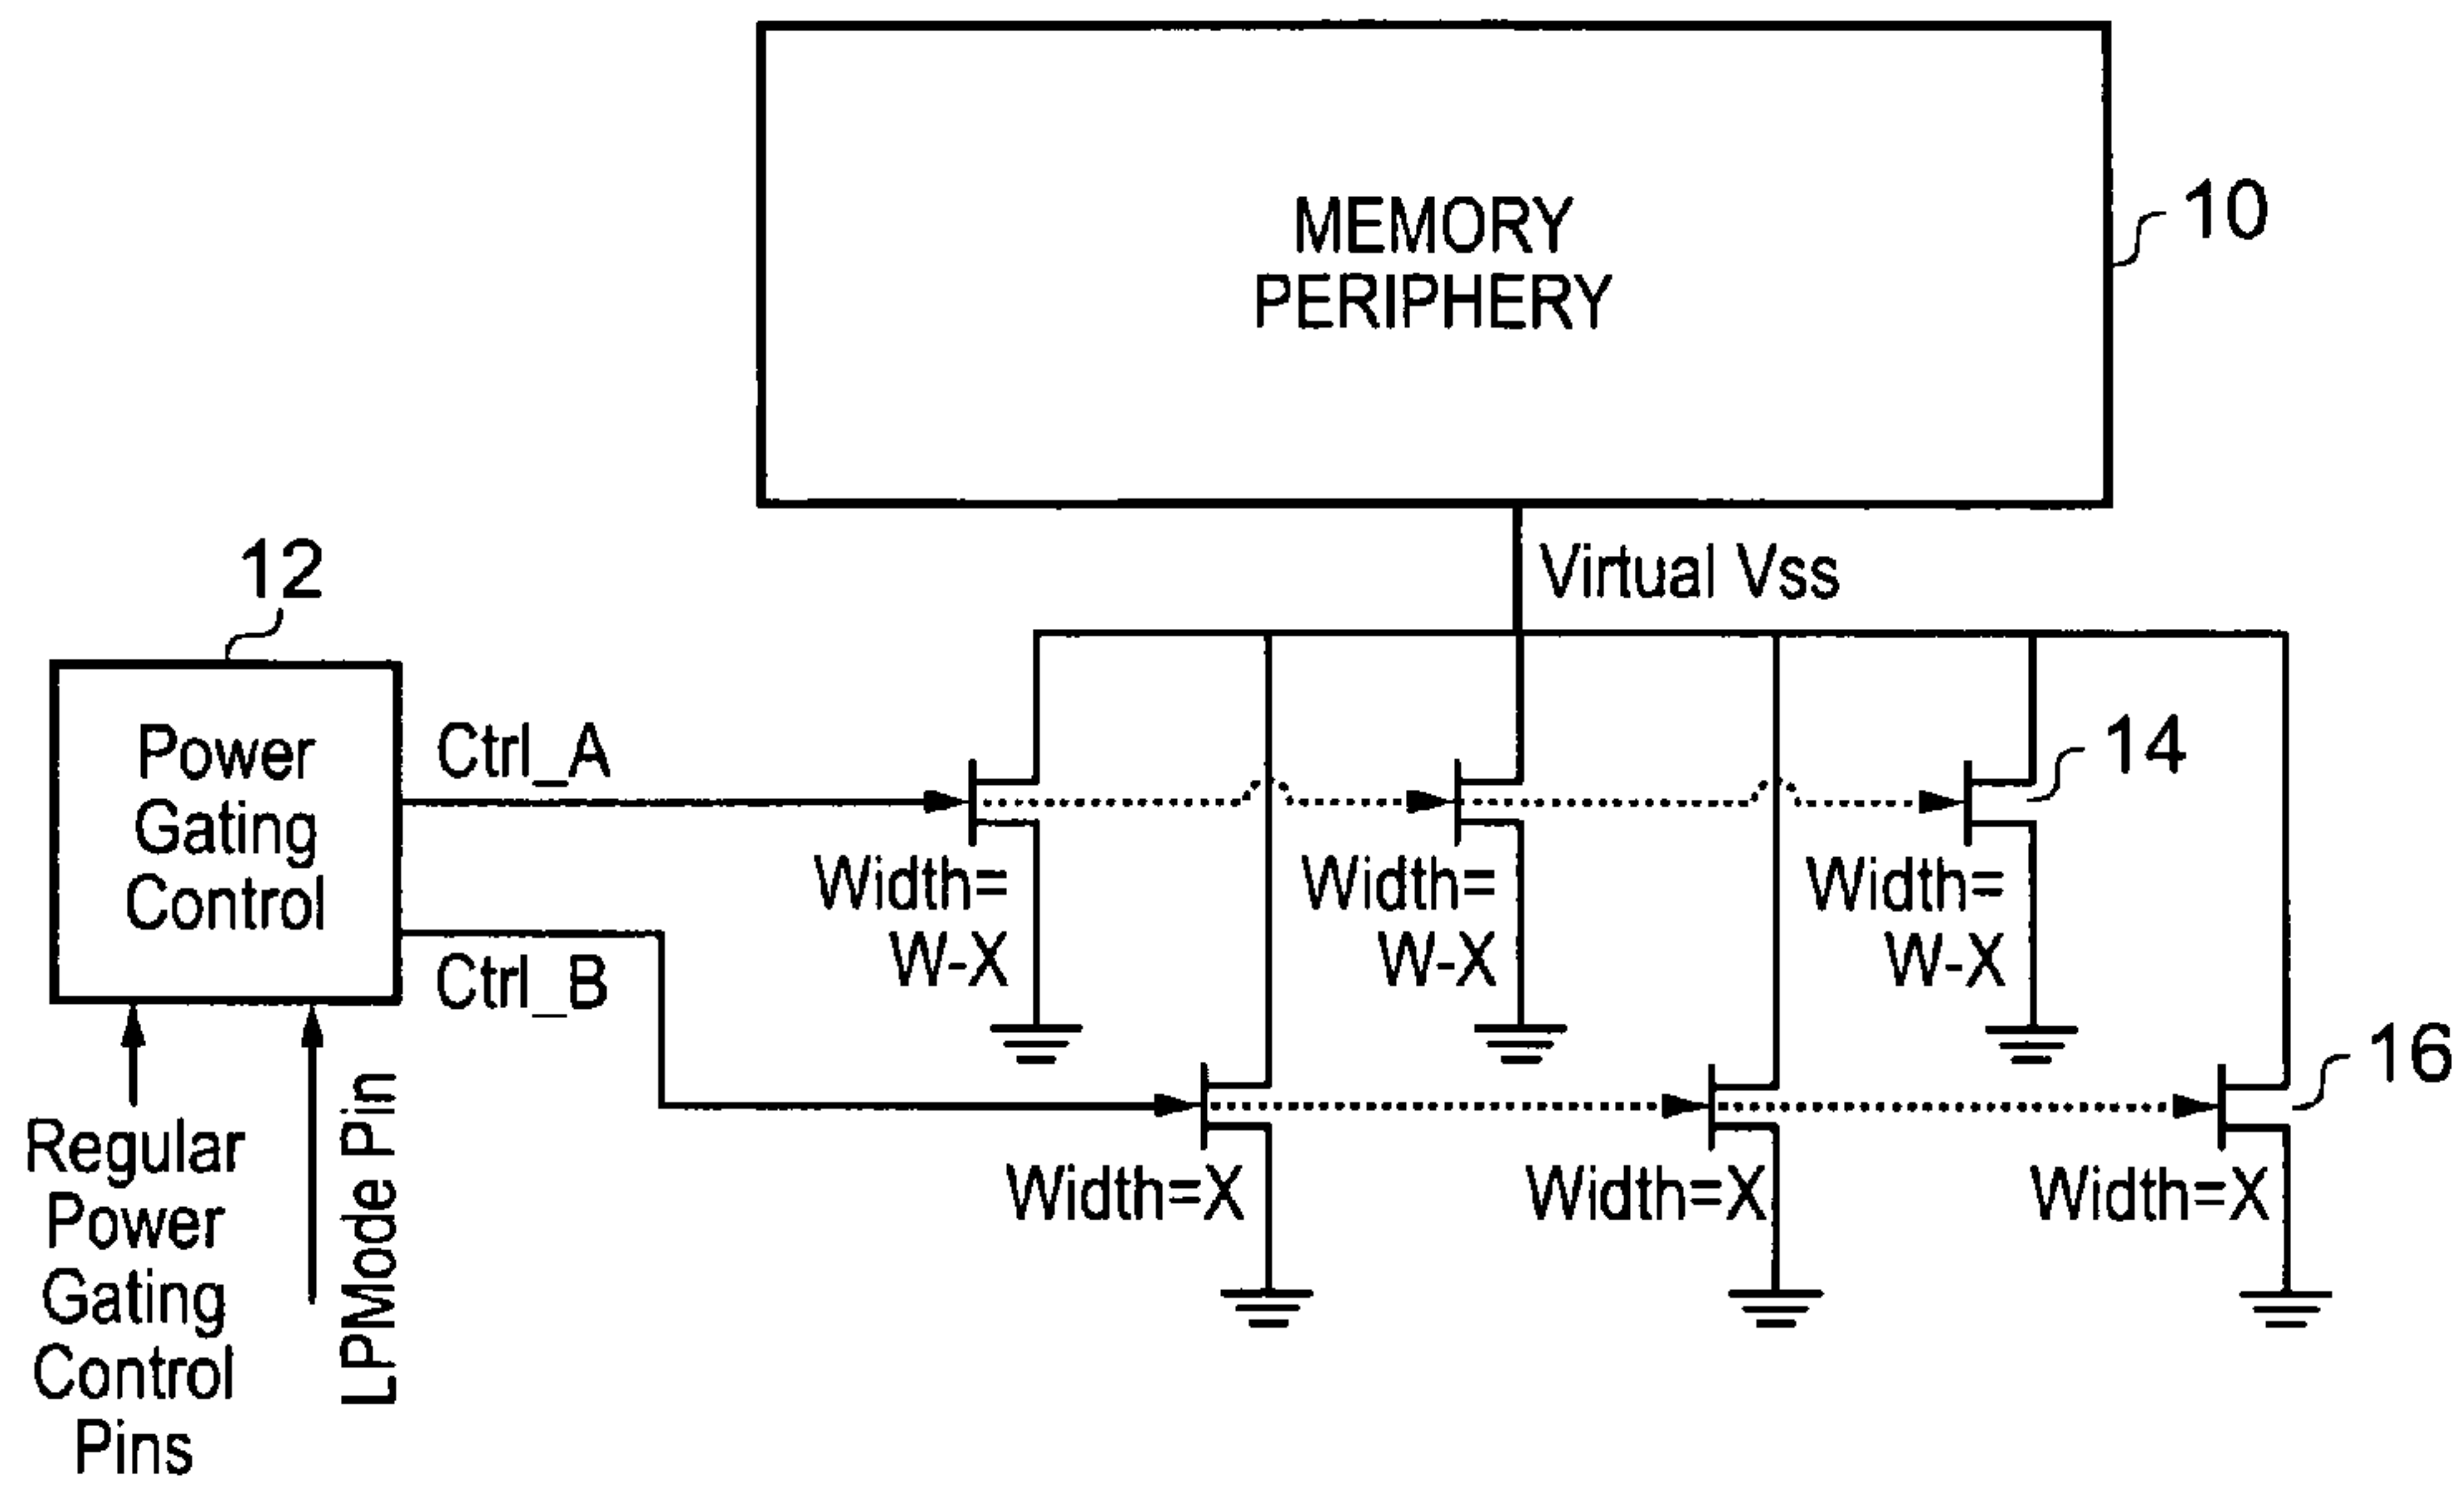 MEMORY
PERIPHERY
10
Virtual Vss
12
Power
Gating
Control
Ctrl_A
Ctrl_B
14
Width=
W-X
Width=
W-X
Width=
W-X
16
Width=X
Width=X
Width=X
Regular
Power
Gating
Control
Pins
LPMode Pin